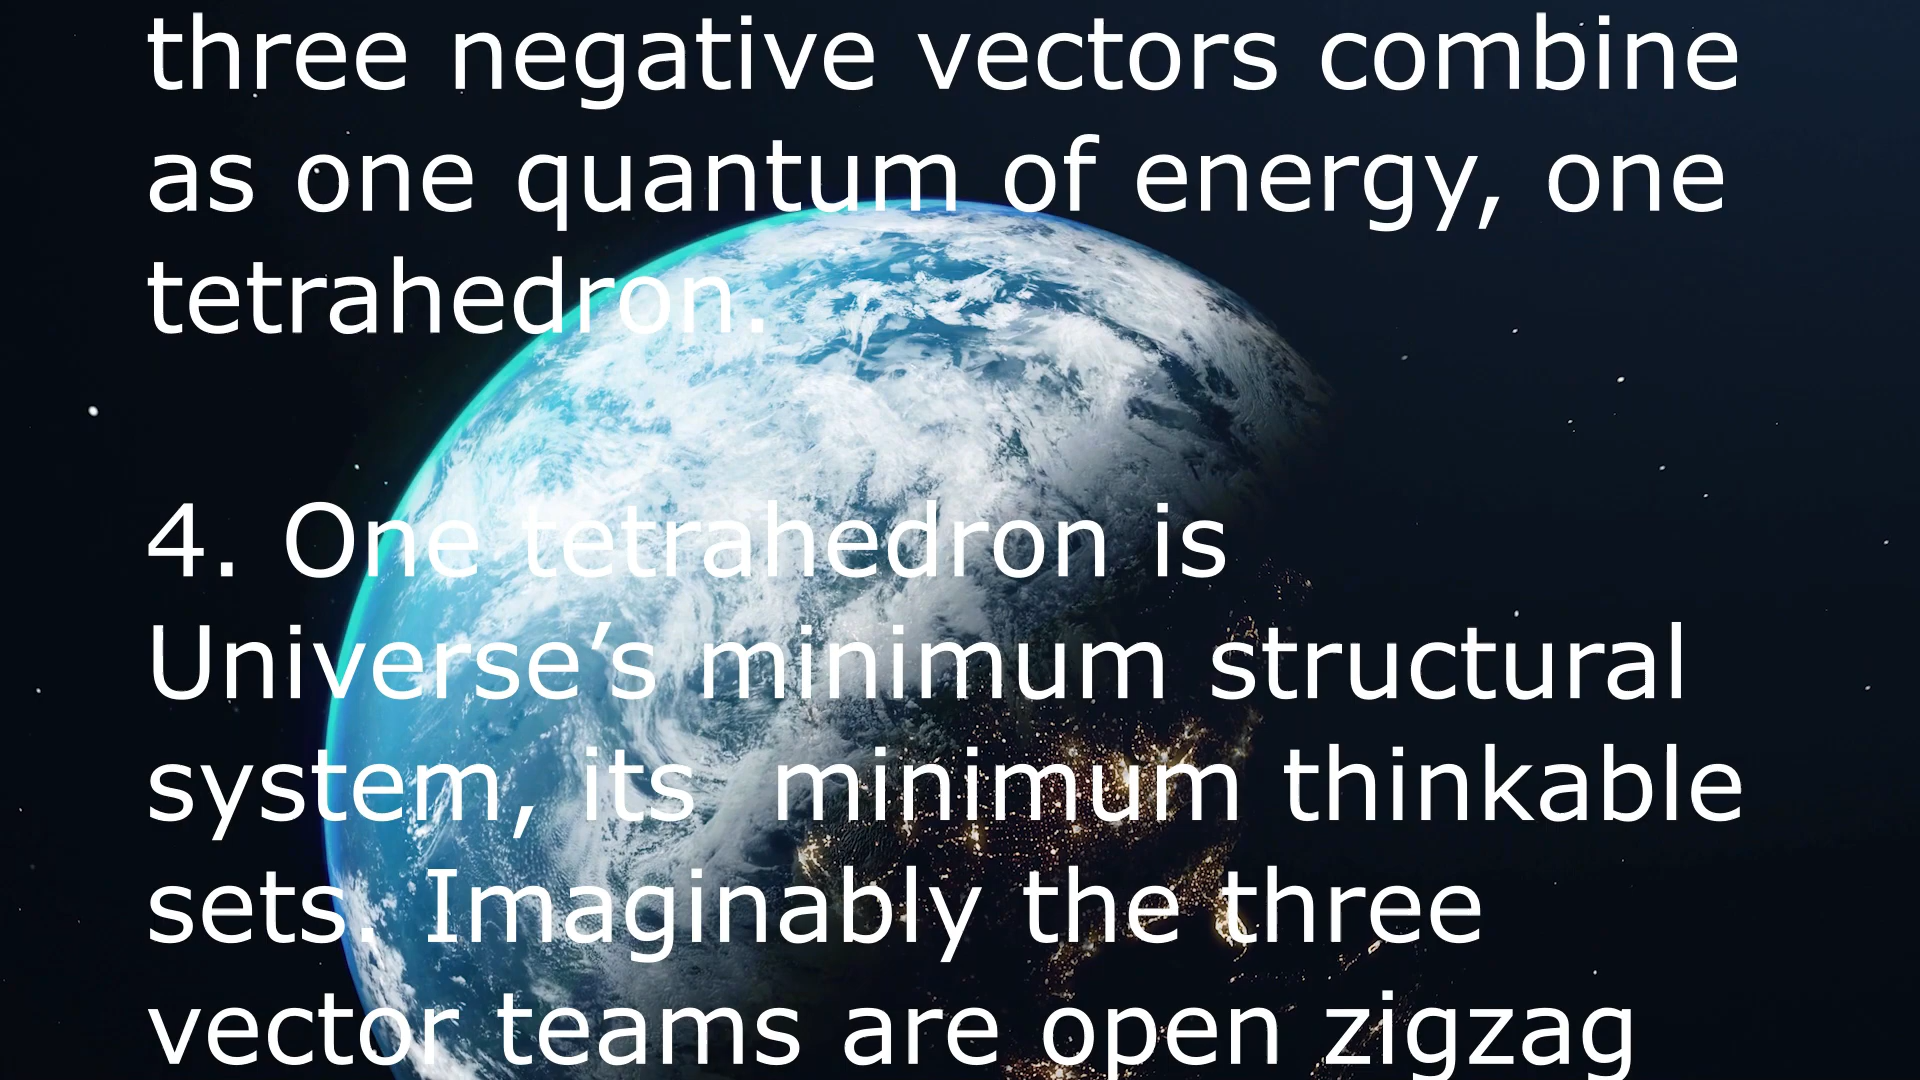 three negative vectors combine
as one quantum of energy, one
tetrahedron.
4. One tetrahedron is
Universe’s minimum structural
system, its  minimum thinkable
sets. Imaginably the three
vector teams are open zigzag